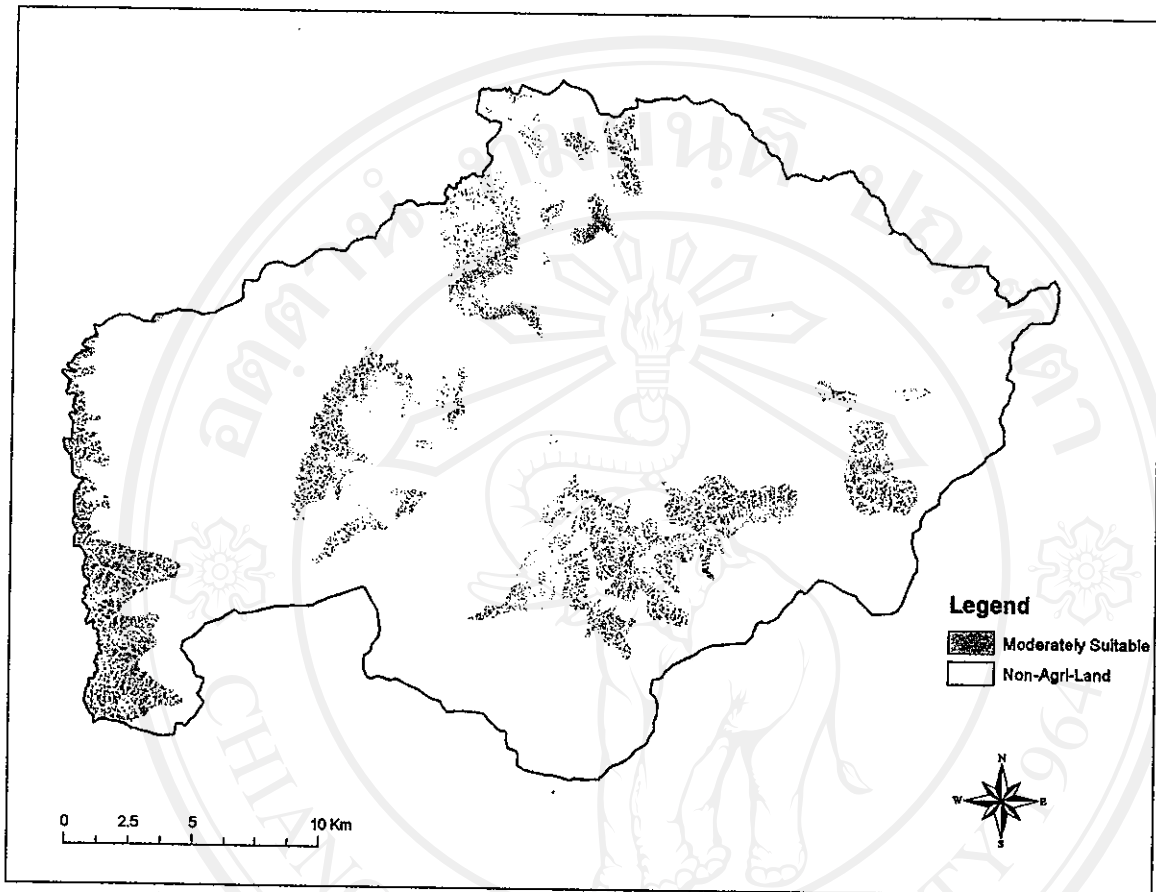 Legend
Moderately Suitable
Non-Agri-Land
N
W E
S
0 2.5 5 10 Km